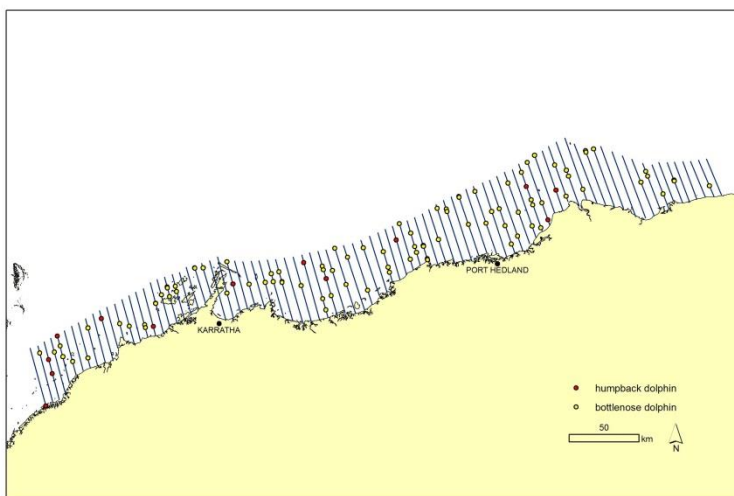 PORT HEDLAND
KARRATHA
humpback dolphin
bottlenose dolphin
50
km
N